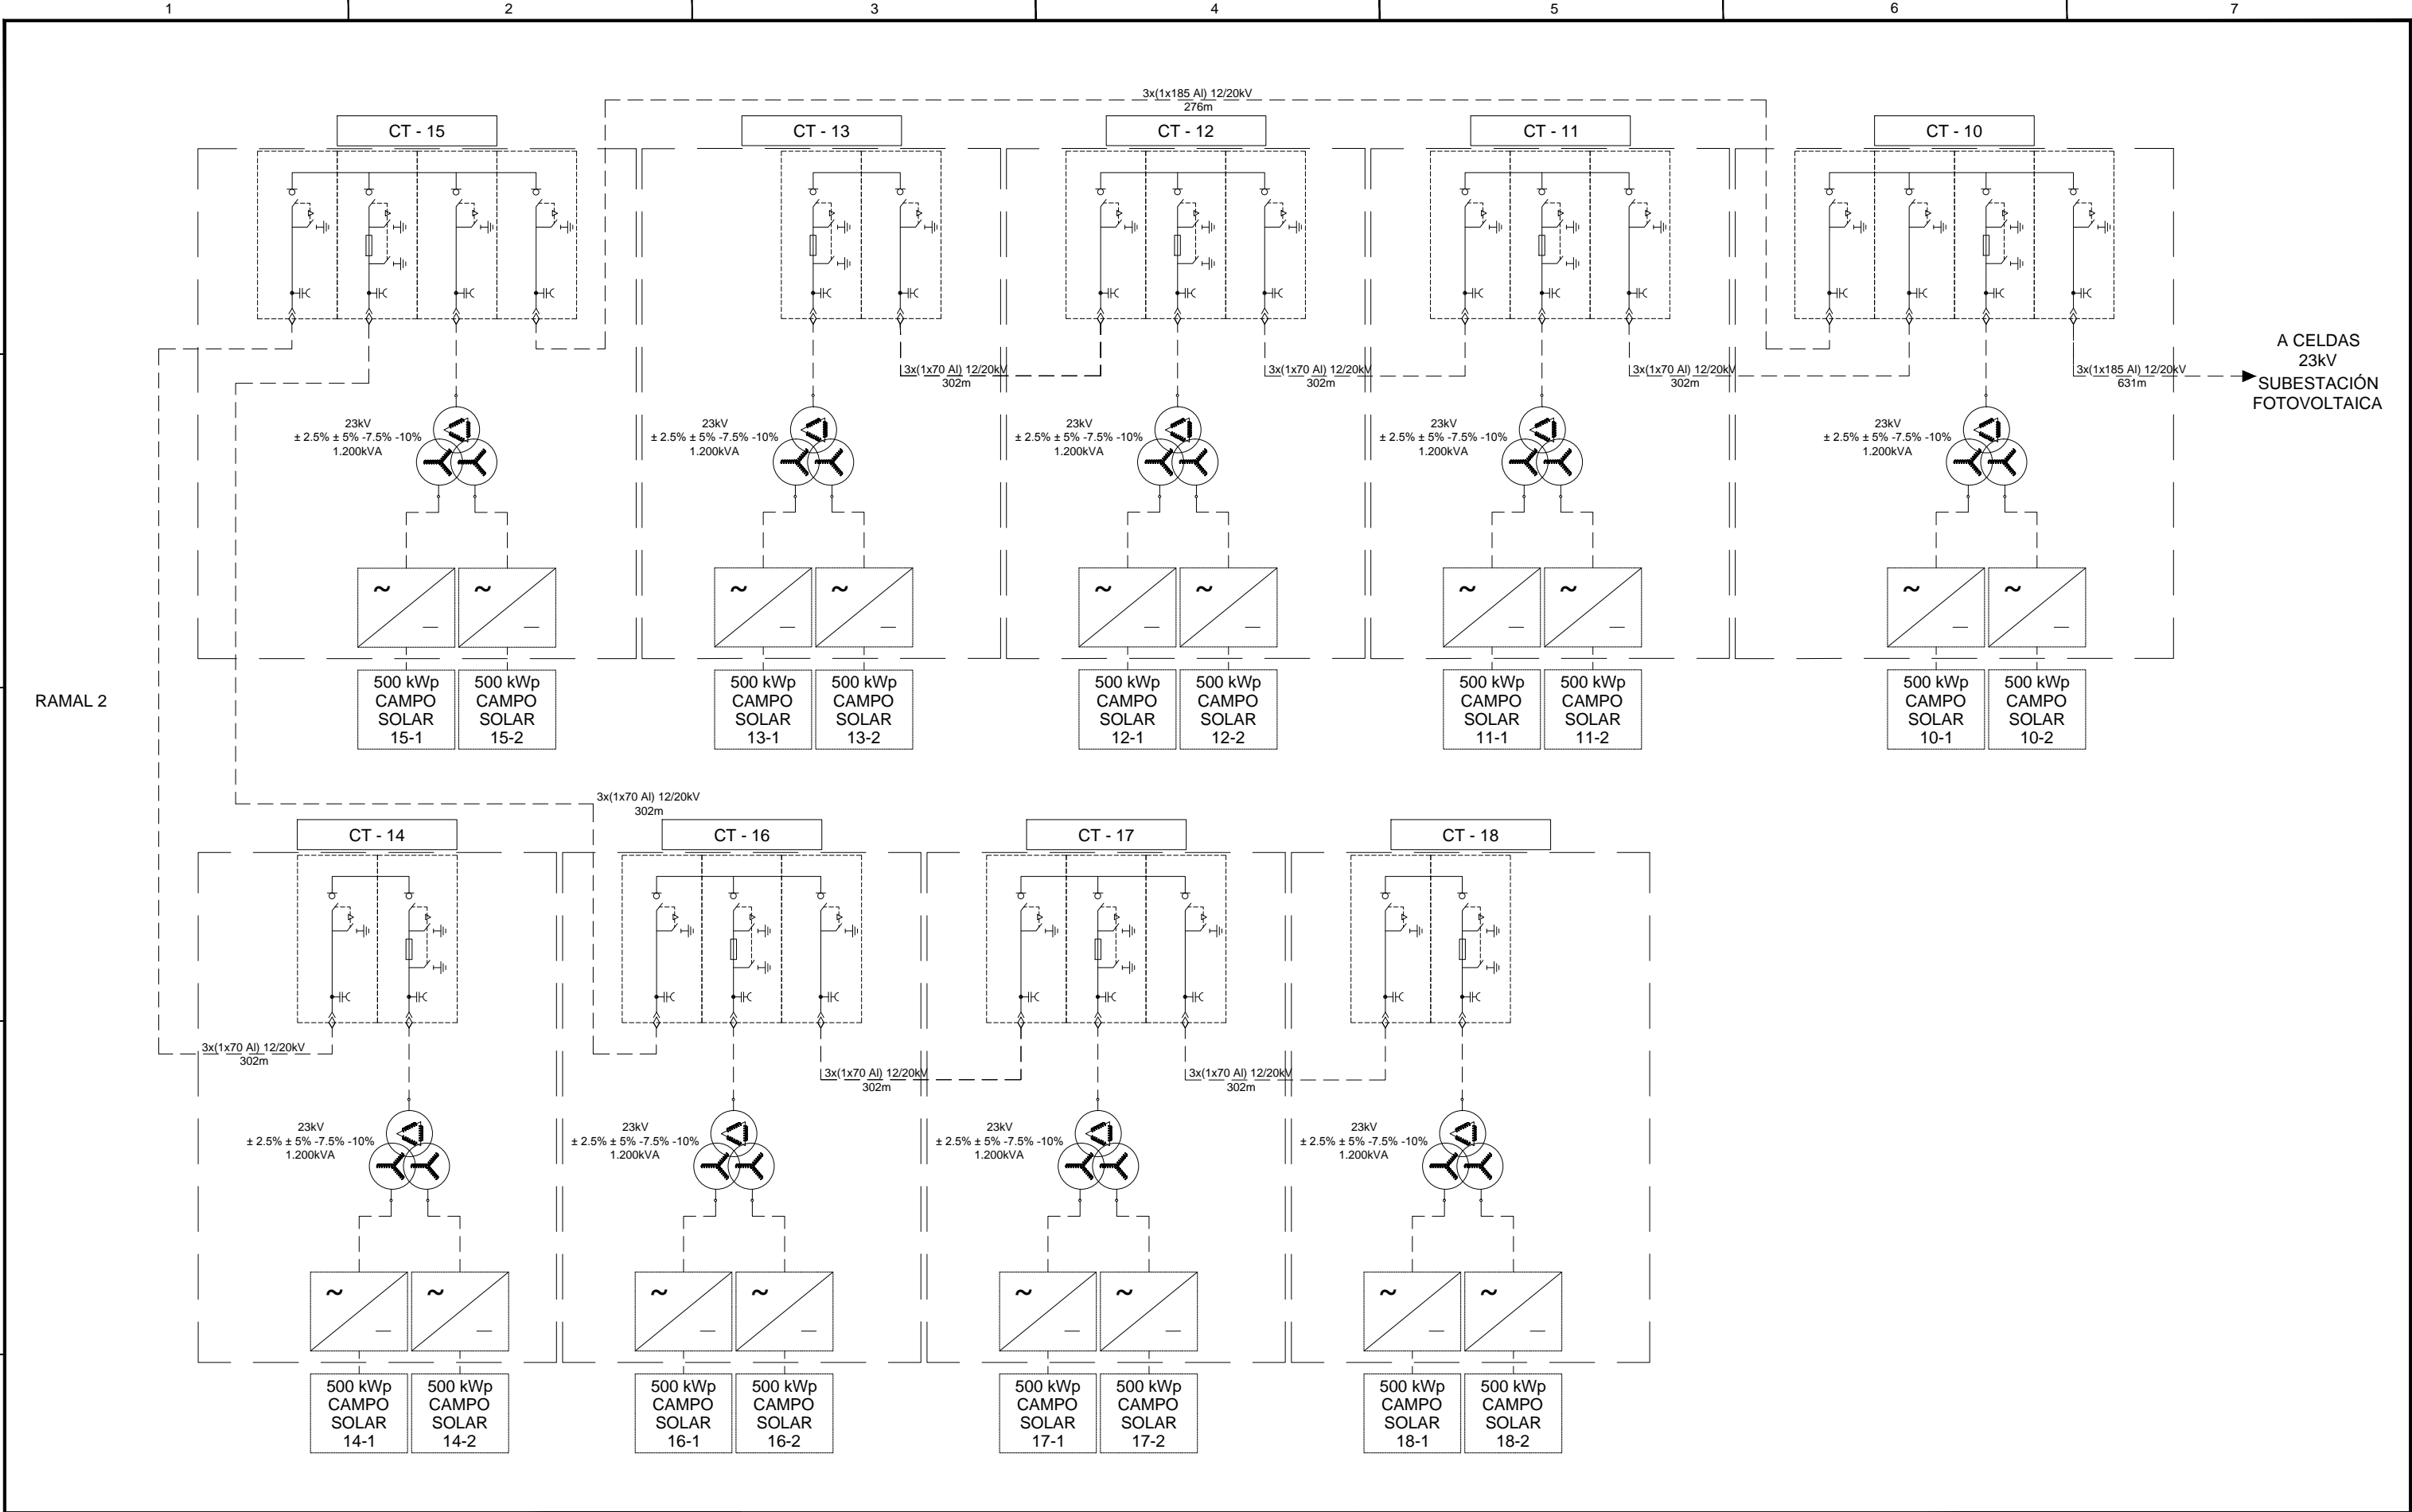 1 2 3 4 5 6 7
3x(1x185 Al) 12/20kV
276m
CT - 15
CT - 13
CT - 12
CT - 11
CT - 10
A CELDAS
23kV
SUBESTACIÓN
FOTOVOLTAICA
3x(1x70 Al) 12/20kV
302m
3x(1x70 Al) 12/20kV
302m
3x(1x70 Al) 12/20kV
302m
3x(1x185 Al) 12/20kV
631m
23kV
± 2.5% ± 5% -7.5% -10%
1.200kVA
23kV
± 2.5% ± 5% -7.5% -10%
1.200kVA
23kV
± 2.5% ± 5% -7.5% -10%
1.200kVA
23kV
± 2.5% ± 5% -7.5% -10%
1.200kVA
23kV
± 2.5% ± 5% -7.5% -10%
1.200kVA
RAMAL 2
500 kWp
CAMPO
SOLAR
15-1
500 kWp
CAMPO
SOLAR
15-2
500 kWp
CAMPO
SOLAR
13-1
500 kWp
CAMPO
SOLAR
13-2
500 kWp
CAMPO
SOLAR
12-1
500 kWp
CAMPO
SOLAR
12-2
500 kWp
CAMPO
SOLAR
11-1
500 kWp
CAMPO
SOLAR
11-2
500 kWp
CAMPO
SOLAR
10-1
500 kWp
CAMPO
SOLAR
10-2
3x(1x70 Al) 12/20kV
302m
CT - 14
CT - 16
CT - 17
CT - 18
3x(1x70 Al) 12/20kV
302m
3x(1x70 Al) 12/20kV
302m
3x(1x70 Al) 12/20kV
302m
23kV
± 2.5% ± 5% -7.5% -10%
1.200kVA
23kV
± 2.5% ± 5% -7.5% -10%
1.200kVA
23kV
± 2.5% ± 5% -7.5% -10%
1.200kVA
23kV
± 2.5% ± 5% -7.5% -10%
1.200kVA
500 kWp
CAMPO
SOLAR
14-1
500 kWp
CAMPO
SOLAR
14-2
500 kWp
CAMPO
SOLAR
16-1
500 kWp
CAMPO
SOLAR
16-2
500 kWp
CAMPO
SOLAR
17-1
500 kWp
CAMPO
SOLAR
17-2
500 kWp
CAMPO
SOLAR
18-1
500 kWp
CAMPO
SOLAR
18-2